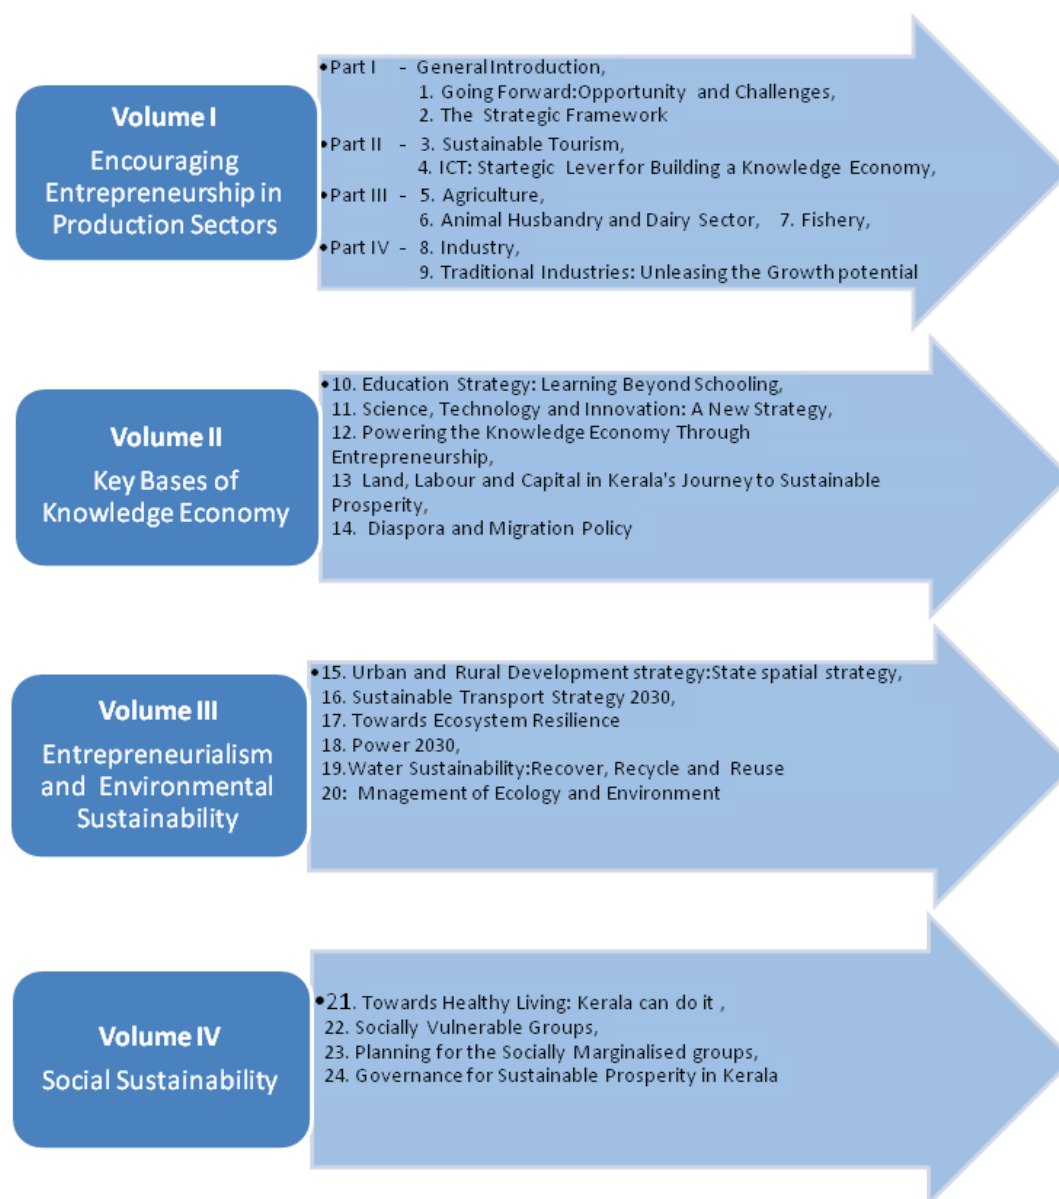 Volume I
Encouraging
Entrepreneurship in
Production Sectors
•Part I - General Introduction,
1. Going Forward:Opportunity and Challenges,
2. The Strategic Framework
•Part II - 3. Sustainable Tourism,
4. ICT: Startegic Lever for Building a Knowledge Economy,
•Part III - 5. Agriculture,
6. Animal Husbandry and Dairy Sector, 7. Fishery,
•Part IV - 8. Industry,
9. Traditional Industries: Unleasing the Growth potential
Volume II
Key Bases of
Knowledge Economy
•10. Education Strategy: Learning Beyond Schooling,
11. Science, Technology and Innovation: A New Strategy,
12. Powering the Knowledge Economy Through
Entrepreneurship,
13 Land, Labour and Capital in Kerala's Journey to Sustainable
Prosperity,
14. Diaspora and Migration Policy
Volume III
Entrepreneurialism
and Environmental
Sustainability
•15. Urban and Rural Development strategy:State spatial strategy,
16. Sustainable Transport Strategy 2030,
17. Towards Ecosystem Resilience
18. Power 2030,
19.Water Sustainability:Recover, Recycle and Reuse
20: Mnagement of Ecology and Environment
Volume IV
Social Sustainability
•21. Towards Healthy Living: Kerala can do it ,
22. Socially Vulnerable Groups,
23. Planning for the Socially Marginalised groups,
24. Governance for Sustainable Prosperity in Kerala